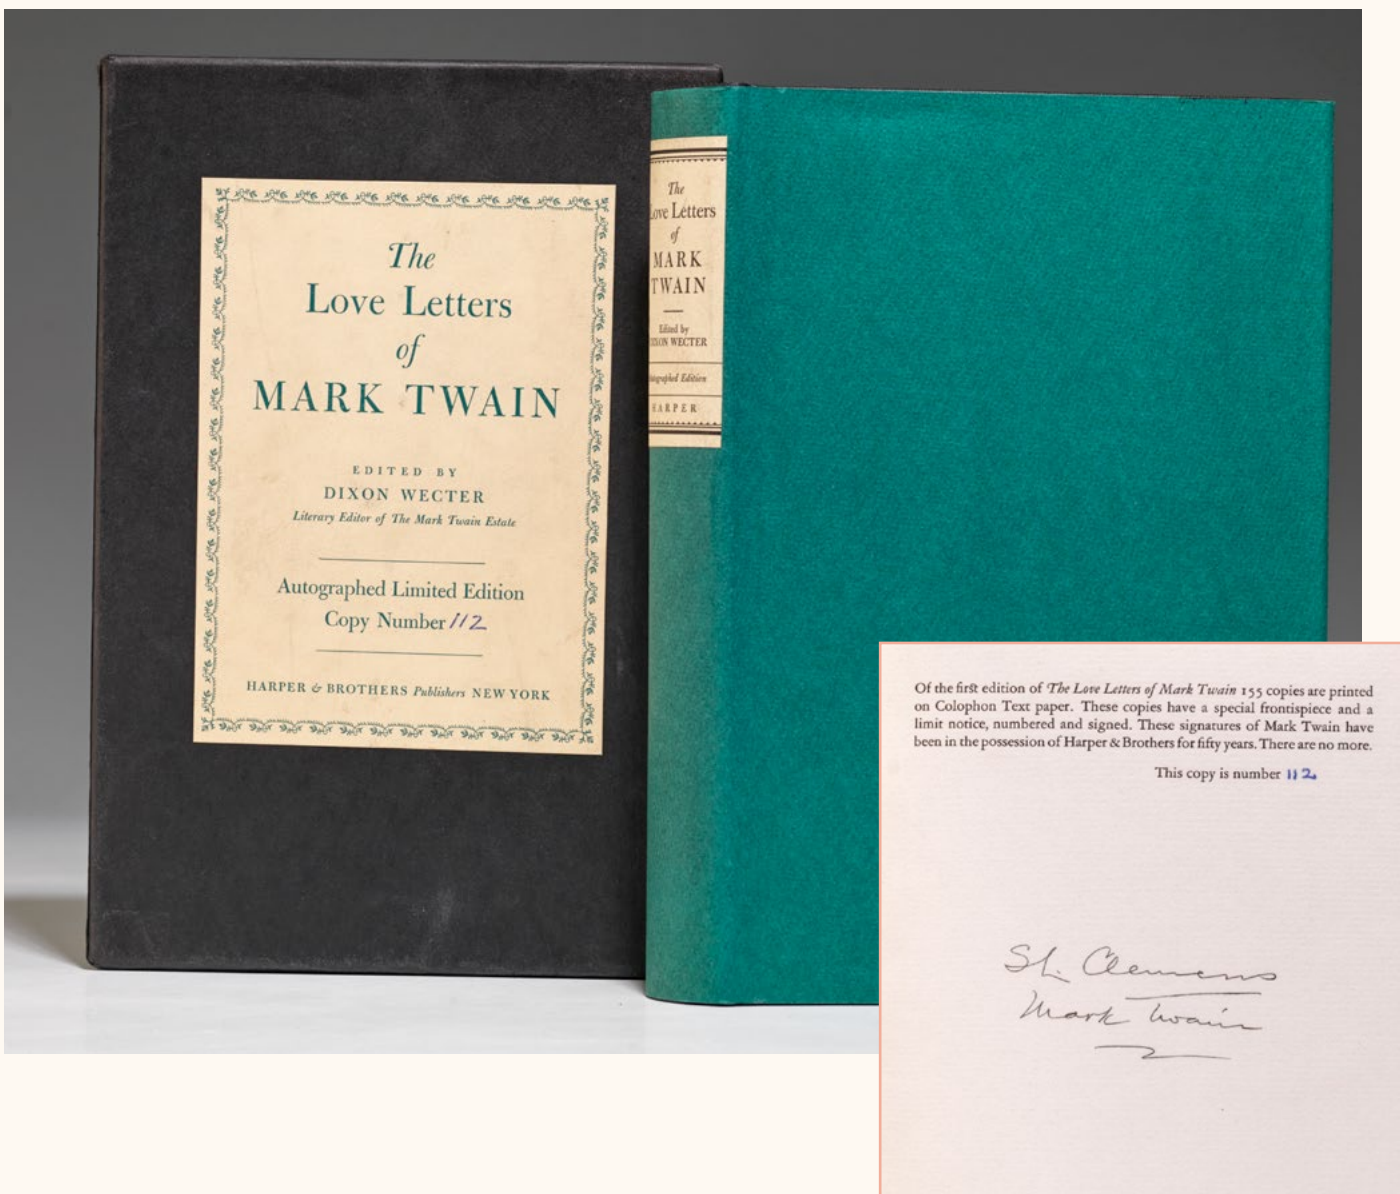 The
Love Letters
of
MARK TWAIN
EDITED BY
DIXON WECTER
Literary Editor of The Mark Twain Estate
Autographed Limited Edition
Copy Number 112
HARPER & BROTHERS Publishers NEW YORK
The
Love Letters
of
MARK
TWAIN
Edited by
DIXON WECTER
Autographed Edition
HARPER
Of the first edition of The Love Letters of Mark Twain 155 copies are printed
on Colophon Text paper. These copies have a special frontispiece and a
limit notice, numbered and signed. These signatures of Mark Twain have
been in the possession of Harper & Brothers for fifty years. There are no more.
This copy is number 112
S L. Clemens
Mark Twain